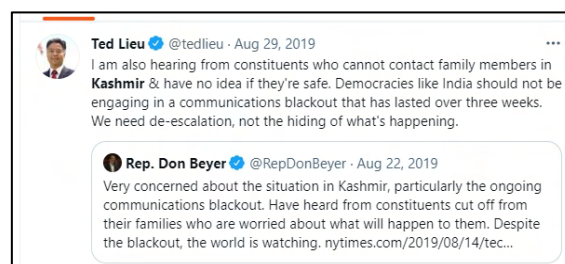 Ted Lieu @tedlieu · Aug 29, 2019 ...
I am also hearing from constituents who cannot contact family members in
Kashmir & have no idea if they're safe. Democracies like India should not be
engaging in a communications blackout that has lasted over three weeks.
We need de-escalation, not the hiding of what's happening.
Rep. Don Beyer @RepDonBeyer · Aug 22, 2019
Very concerned about the situation in Kashmir, particularly the ongoing
communications blackout. Have heard from constituents cut off from
their families who are worried about what will happen to them. Despite
the blackout, the world is watching. nytimes.com/2019/08/14/tec...